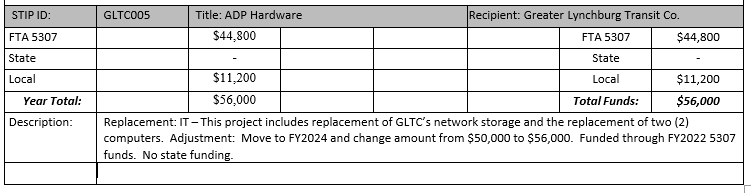 STIP ID: GLTC005 Title: ADP Hardware Recipient: Greater Lynchburg Transit Co.
FTA 5307 $44,800 FTA 5307 $44,800
State - State -
Local $11,200 Local $11,200
Year Total: $56,000 Total Funds: $56,000
Description: Replacement: IT – This project includes replacement of GLTC's network storage and the replacement of two (2)
computers. Adjustment: Move to FY2024 and change amount from $50,000 to $56,000. Funded through FY2022 5307
funds. No state funding.